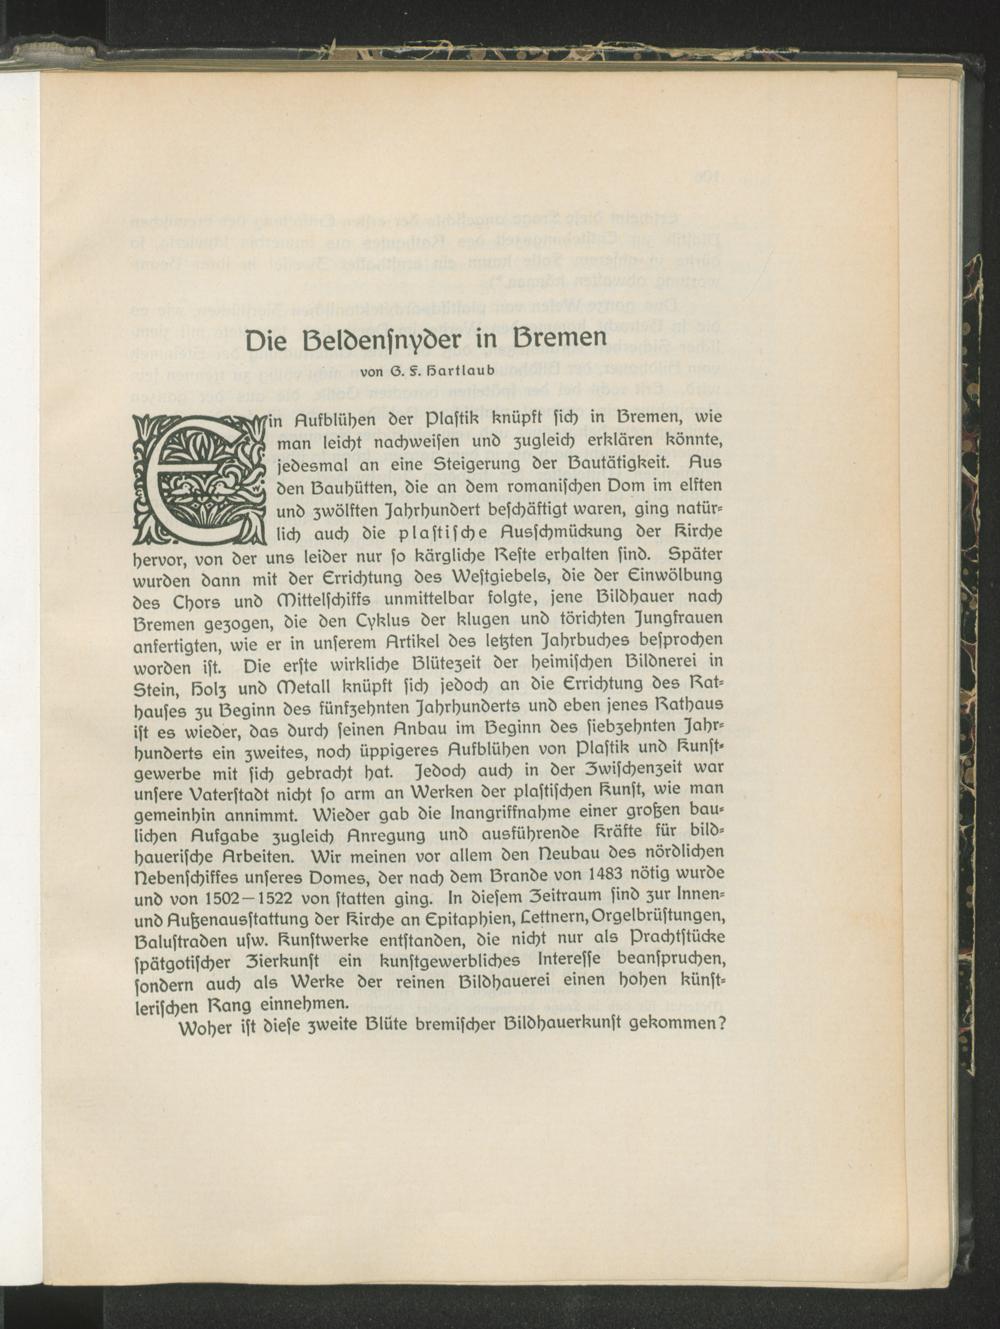 Die Beldenſnyder in Bremen
von G. F. Hartlaub
Ein Aufblühen der Plaſtik knüpft ſich in Bremen, wie
man leicht nachweiſen und zugleich erklären könnte,
jedesmal an eine Steigerung der Bautätigkeit. Aus
den Bauhütten, die an dem romaniſchen Dom im elften
und zwölften Jahrhundert beſchäftigt waren, ging natür⸗
lich auch die plaſtiſche Ausſchmückung der Kirche
hervor, von der uns leider nur ſo kärgliche Reſte erhalten ſind. Später
wurden dann mit der Errichtung des Weſtgiebels, die der Einwölbung
des Chors und Mittelſchiffs unmittelbar folgte, jene Bildhauer nach
Bremen gezogen, die den Cyklus der klugen und törichten Jungfrauen
anfertigten, wie er in unſerem Artikel des letzten Jahrbuches beſprochen
worden iſt. Die erſte wirkliche Blütezeit der heimiſchen Bildnerei in
Stein, Holz und Metall knüpft ſich jedoch an die Errichtung des Rat⸗
hauſes zu Beginn des fünfzehnten Jahrhunderts und eben jenes Rathaus
iſt es wieder, das durch ſeinen Anbau im Beginn des ſiebzehnten Jahr⸗
hunderts ein zweites, noch üppigeres Aufblühen von Plaſtik und Kunſt⸗
gewerbe mit ſich gebracht hat. Jedoch auch in der Zwiſchenzeit war
unſere Vaterſtadt nicht ſo arm an Werken der plaſtiſchen Kunſt, wie man
gemeinhin annimmt. Wieder gab die Inangriffnahme einer großen bau⸗
lichen Aufgabe zugleich Anregung und ausführende Kräfte für bild⸗
haueriſche Arbeiten. Wir meinen vor allem den Neubau des nördlichen
Nebenſchiffes unſeres Domes, der nach dem Brande von 1483 nötig wurde
und von 1502—1522 von ſtatten ging. In dieſem Zeitraum ſind zur Innen⸗
und Außenausſtattung der Kirche an Epitaphien, Lettnern, Orgelbrüſtungen,
Baluſtraden uſw. Kunſtwerke entſtanden, die nicht nur als Prachtſtücke
ſpätgotiſcher Zierkunſt ein kunſtgewerbliches Intereſſe beanſpruchen,
ſondern auch als Werke der reinen Bildhauerei einen hohen künſt⸗
leriſchen Rang einnehmen.
Woher iſt dieſe zweite Blüte bremiſcher Bildhauerkunſt gekommen?